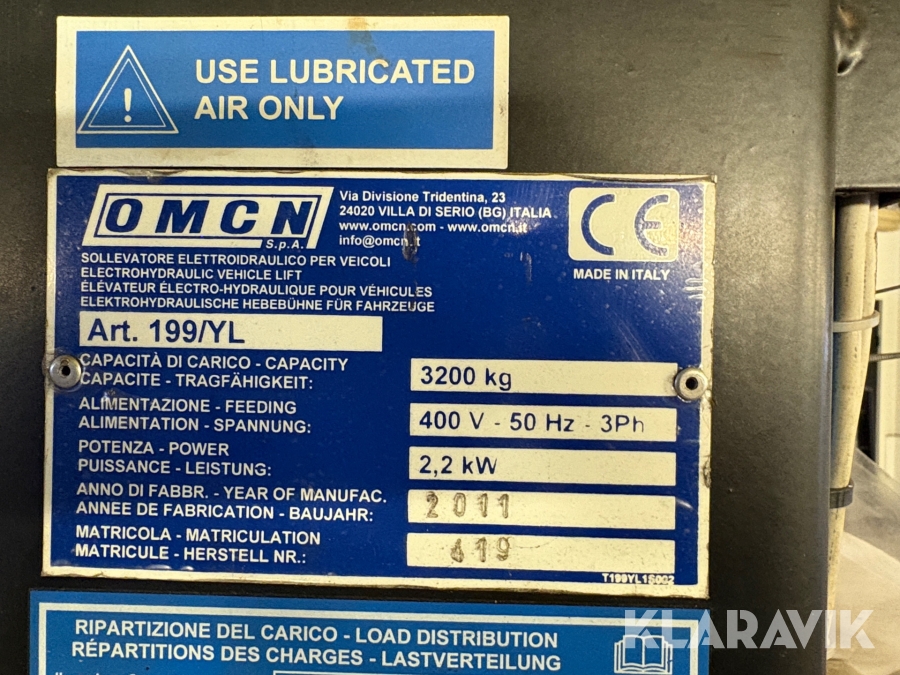 USE LUBRICATED
AIR ONLY
OMCN
S.p.A.
Via Divisione Tridentina, 23
24020 VILLA DI SERIO (BG) ITALIA
www.omcn.com - www.omcn.it
info@omcn.it
CE
MADE IN ITALY
SOLLEVATORE ELETTROIDRAULICO PER VEICOLI
ELECTROHYDRAULIC VEHICLE LIFT
ÉLÉVATEUR ÉLECTRO-HYDRAULIQUE POUR VÉHICULES
ELEKTROHYDRAULISCHE HEBEBÜHNE FÜR FAHRZEUGE
Art. 199/YL
CAPACITÀ DI CARICO - CAPACITY
CAPACITE - TRAGFÄHIGKEIT:
3200 kg
ALIMENTAZIONE - FEEDING
ALIMENTATION - SPANNUNG:
400 V - 50 Hz - 3Ph
POTENZA - POWER
PUISSANCE - LEISTUNG:
2,2 kW
ANNO DI FABBR. - YEAR OF MANUFAC.
ANNEE DE FABRICATION - BAUJAHR:
2011
MATRICOLA - MATRICULATION
MATRICULE - HERSTELL NR.:
419
T199YL1S002
RIPARTIZIONE DEL CARICO - LOAD DISTRIBUTION
RÉPARTITIONS DES CHARGES - LASTVERTEILUNG
KLARAVIK